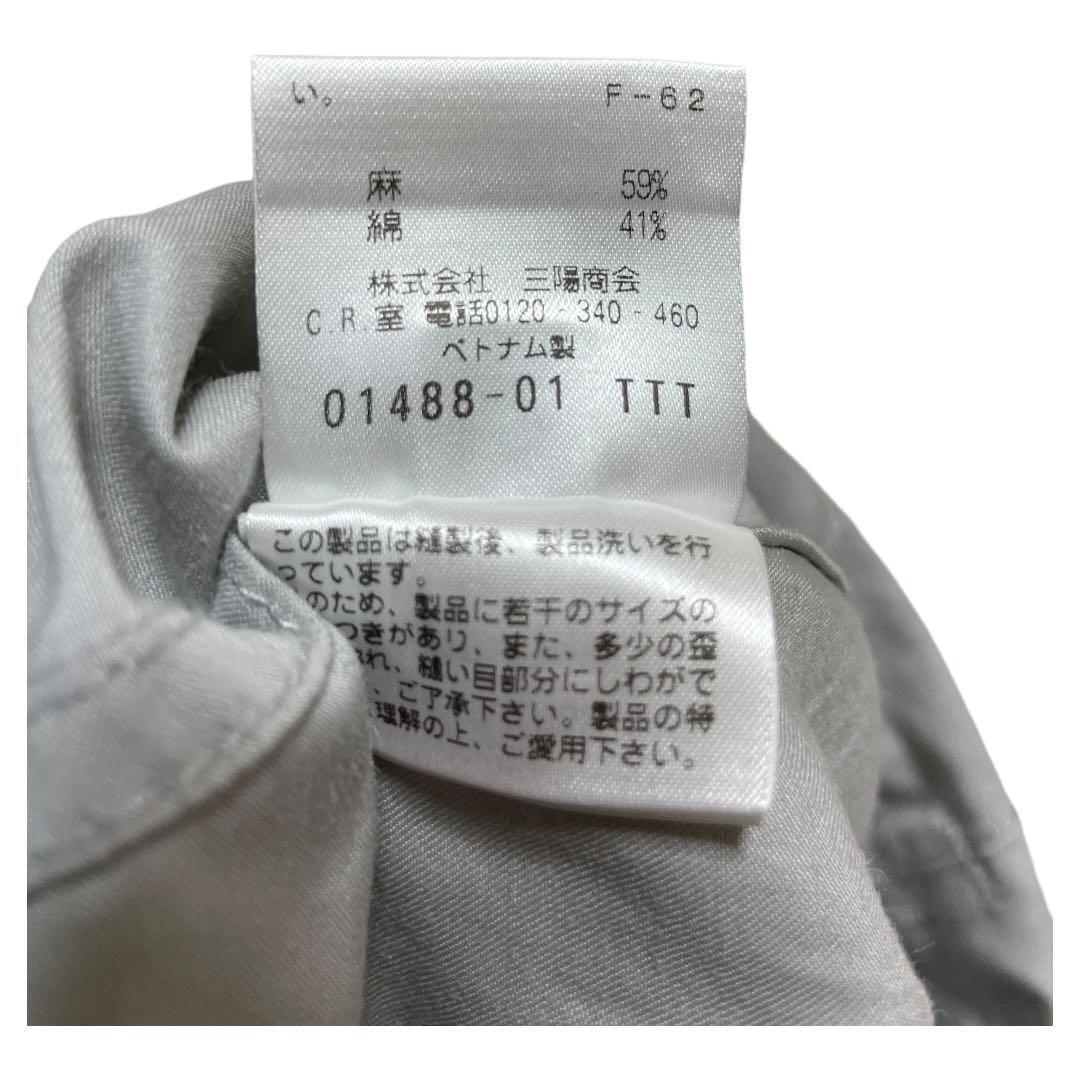 い。 F-62
麻 59%
綿 41%
株式会社 三陽商会
C.R.室 電話0120-340-460
ベトナム製
01488-01 TTT
この製品は縫製後、製品洗いを行
っています。
のため、製品に若干のサイズの
つきがあり、また、多少の歪
れ、縫い目部分にしわがで
、ご了承下さい。製品の特
理解の上、ご愛用下さい。